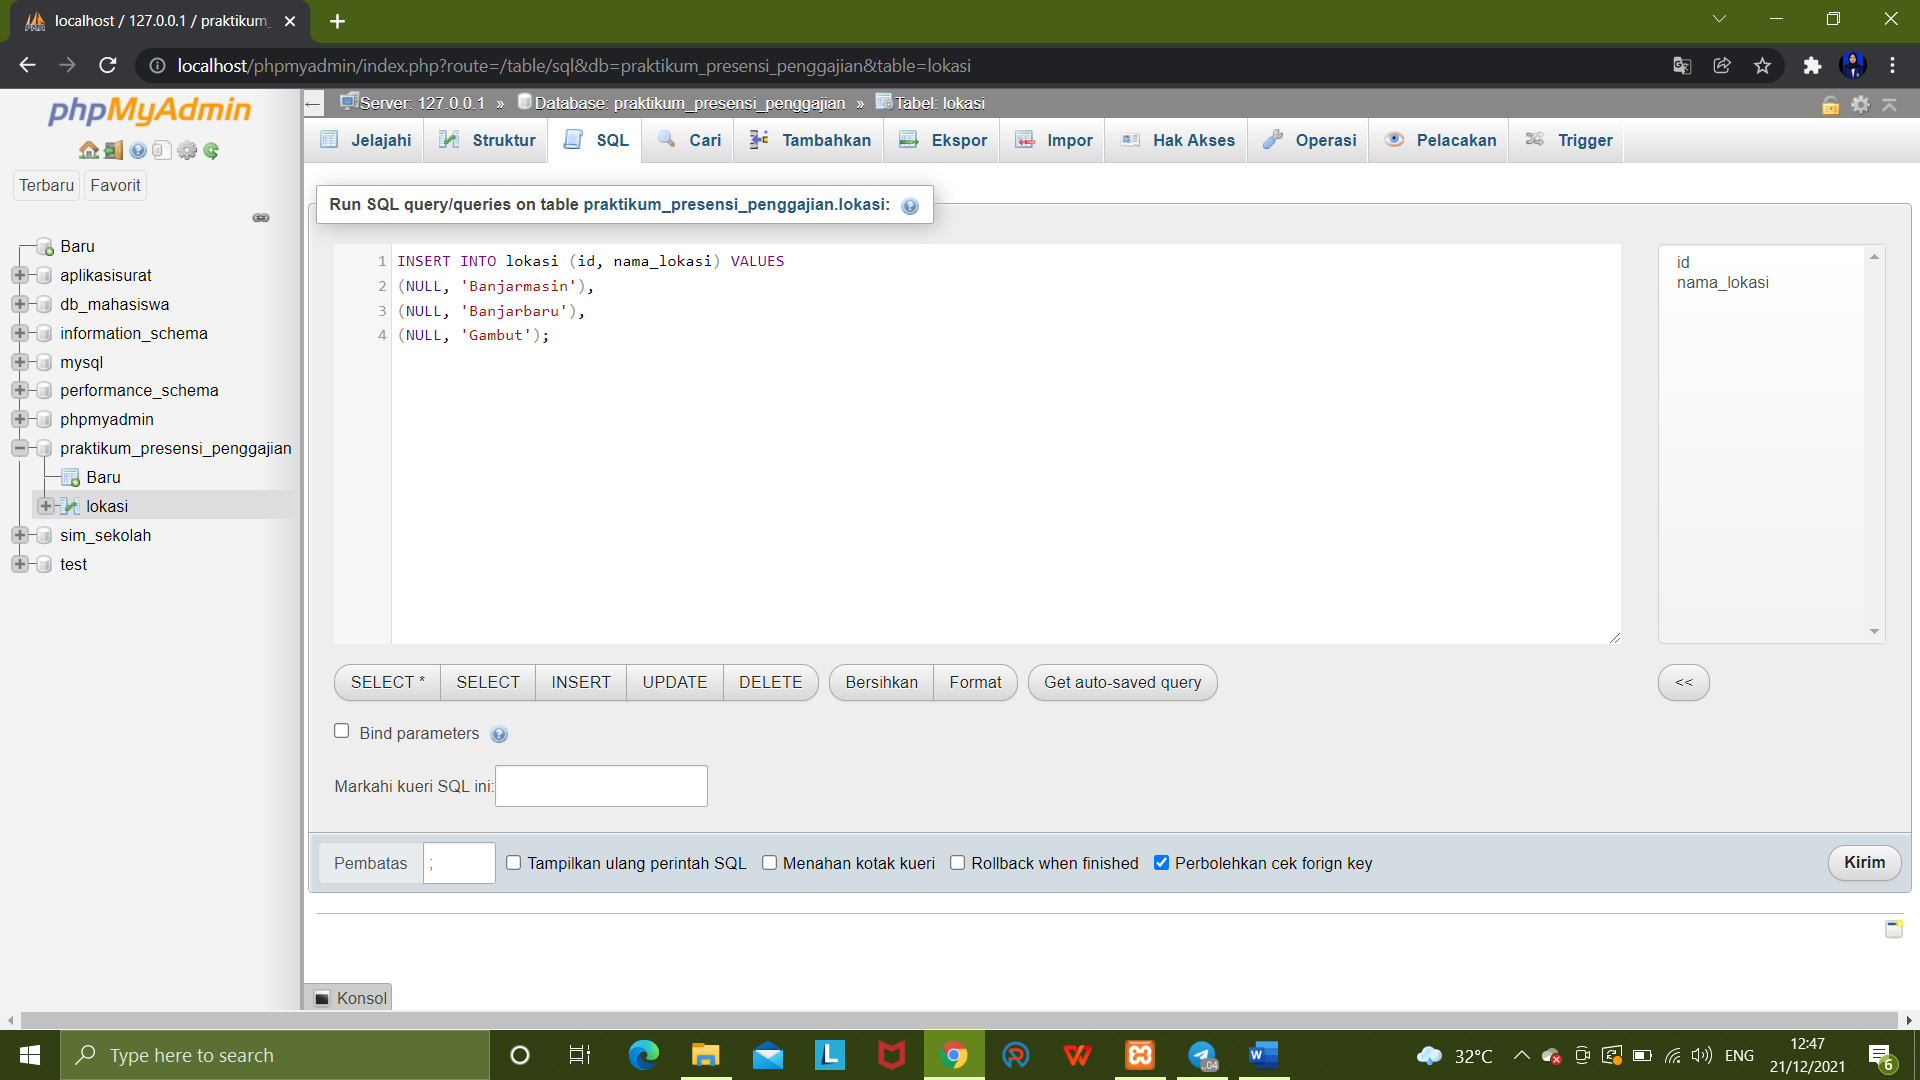 localhost / 127.0.0.1 / praktikum_
localhost/phpmyadmin/index.php?route=/table/sql&db=praktikum_presensi_penggajian&table=lokasi
phpMyAdmin
Terbaru Favorit
Baru
aplikasisurat
db_mahasiswa
information_schema
mysql
performance_schema
phpmyadmin
praktikum_presensi_penggajian
Baru
lokasi
sim_sekolah
test
Server: 127.0.0.1 » Database: praktikum_presensi_penggajian » Tabel: lokasi
Jelajahi Struktur SQL Cari Tambahkan Ekspor Impor Hak Akses Operasi Pelacakan Trigger
Run SQL query/queries on table praktikum_presensi_penggajian.lokasi:
1 INSERT INTO lokasi (id, nama_lokasi) VALUES
2 (NULL, 'Banjarmasin'),
3 (NULL, 'Banjarbaru'),
4 (NULL, 'Gambut');
id
nama_lokasi
SELECT * SELECT INSERT UPDATE DELETE Bersihkan Format Get auto-saved query <<
Bind parameters
Markahi kueri SQL ini:
Pembatas ; Tampilkan ulang perintah SQL Menahan kotak kueri Rollback when finished Perbolehkan cek forign key Kirim
Konsol
Type here to search
32°C ENG
12:47
21/12/2021
6
.04